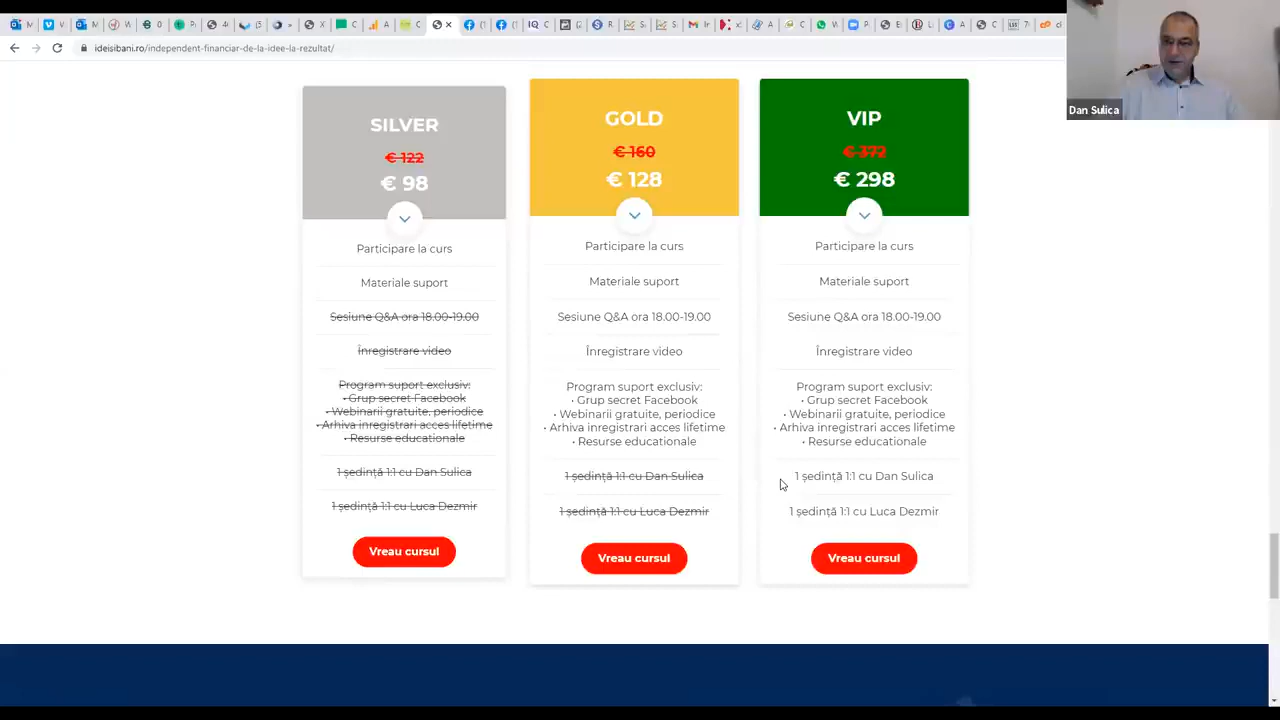 ideisibani.ro/independent-financiar-de-la-idee-la-rezultat/
Dan Sulica
SILVER
€ 122
€ 98
Participare la curs
Materiale suport
Sesiune Q&A ora 18.00-19.00
Înregistrare video
Program suport exclusiv:
• Grup secret Facebook
• Webinarii gratuite, periodice
• Arhiva inregistrari acces lifetime
• Resurse educationale
1 ședință 1:1 cu Dan Sulica
1 ședință 1:1 cu Luca Dezmir
Vreau cursul
GOLD
€ 160
€ 128
Participare la curs
Materiale suport
Sesiune Q&A ora 18.00-19.00
Înregistrare video
Program suport exclusiv:
• Grup secret Facebook
• Webinarii gratuite, periodice
• Arhiva inregistrari acces lifetime
• Resurse educationale
1 ședință 1:1 cu Dan Sulica
1 ședință 1:1 cu Luca Dezmir
Vreau cursul
VIP
€ 372
€ 298
Participare la curs
Materiale suport
Sesiune Q&A ora 18.00-19.00
Înregistrare video
Program suport exclusiv:
• Grup secret Facebook
• Webinarii gratuite, periodice
• Arhiva inregistrari acces lifetime
• Resurse educationale
1 ședință 1:1 cu Dan Sulica
1 ședință 1:1 cu Luca Dezmir
Vreau cursul